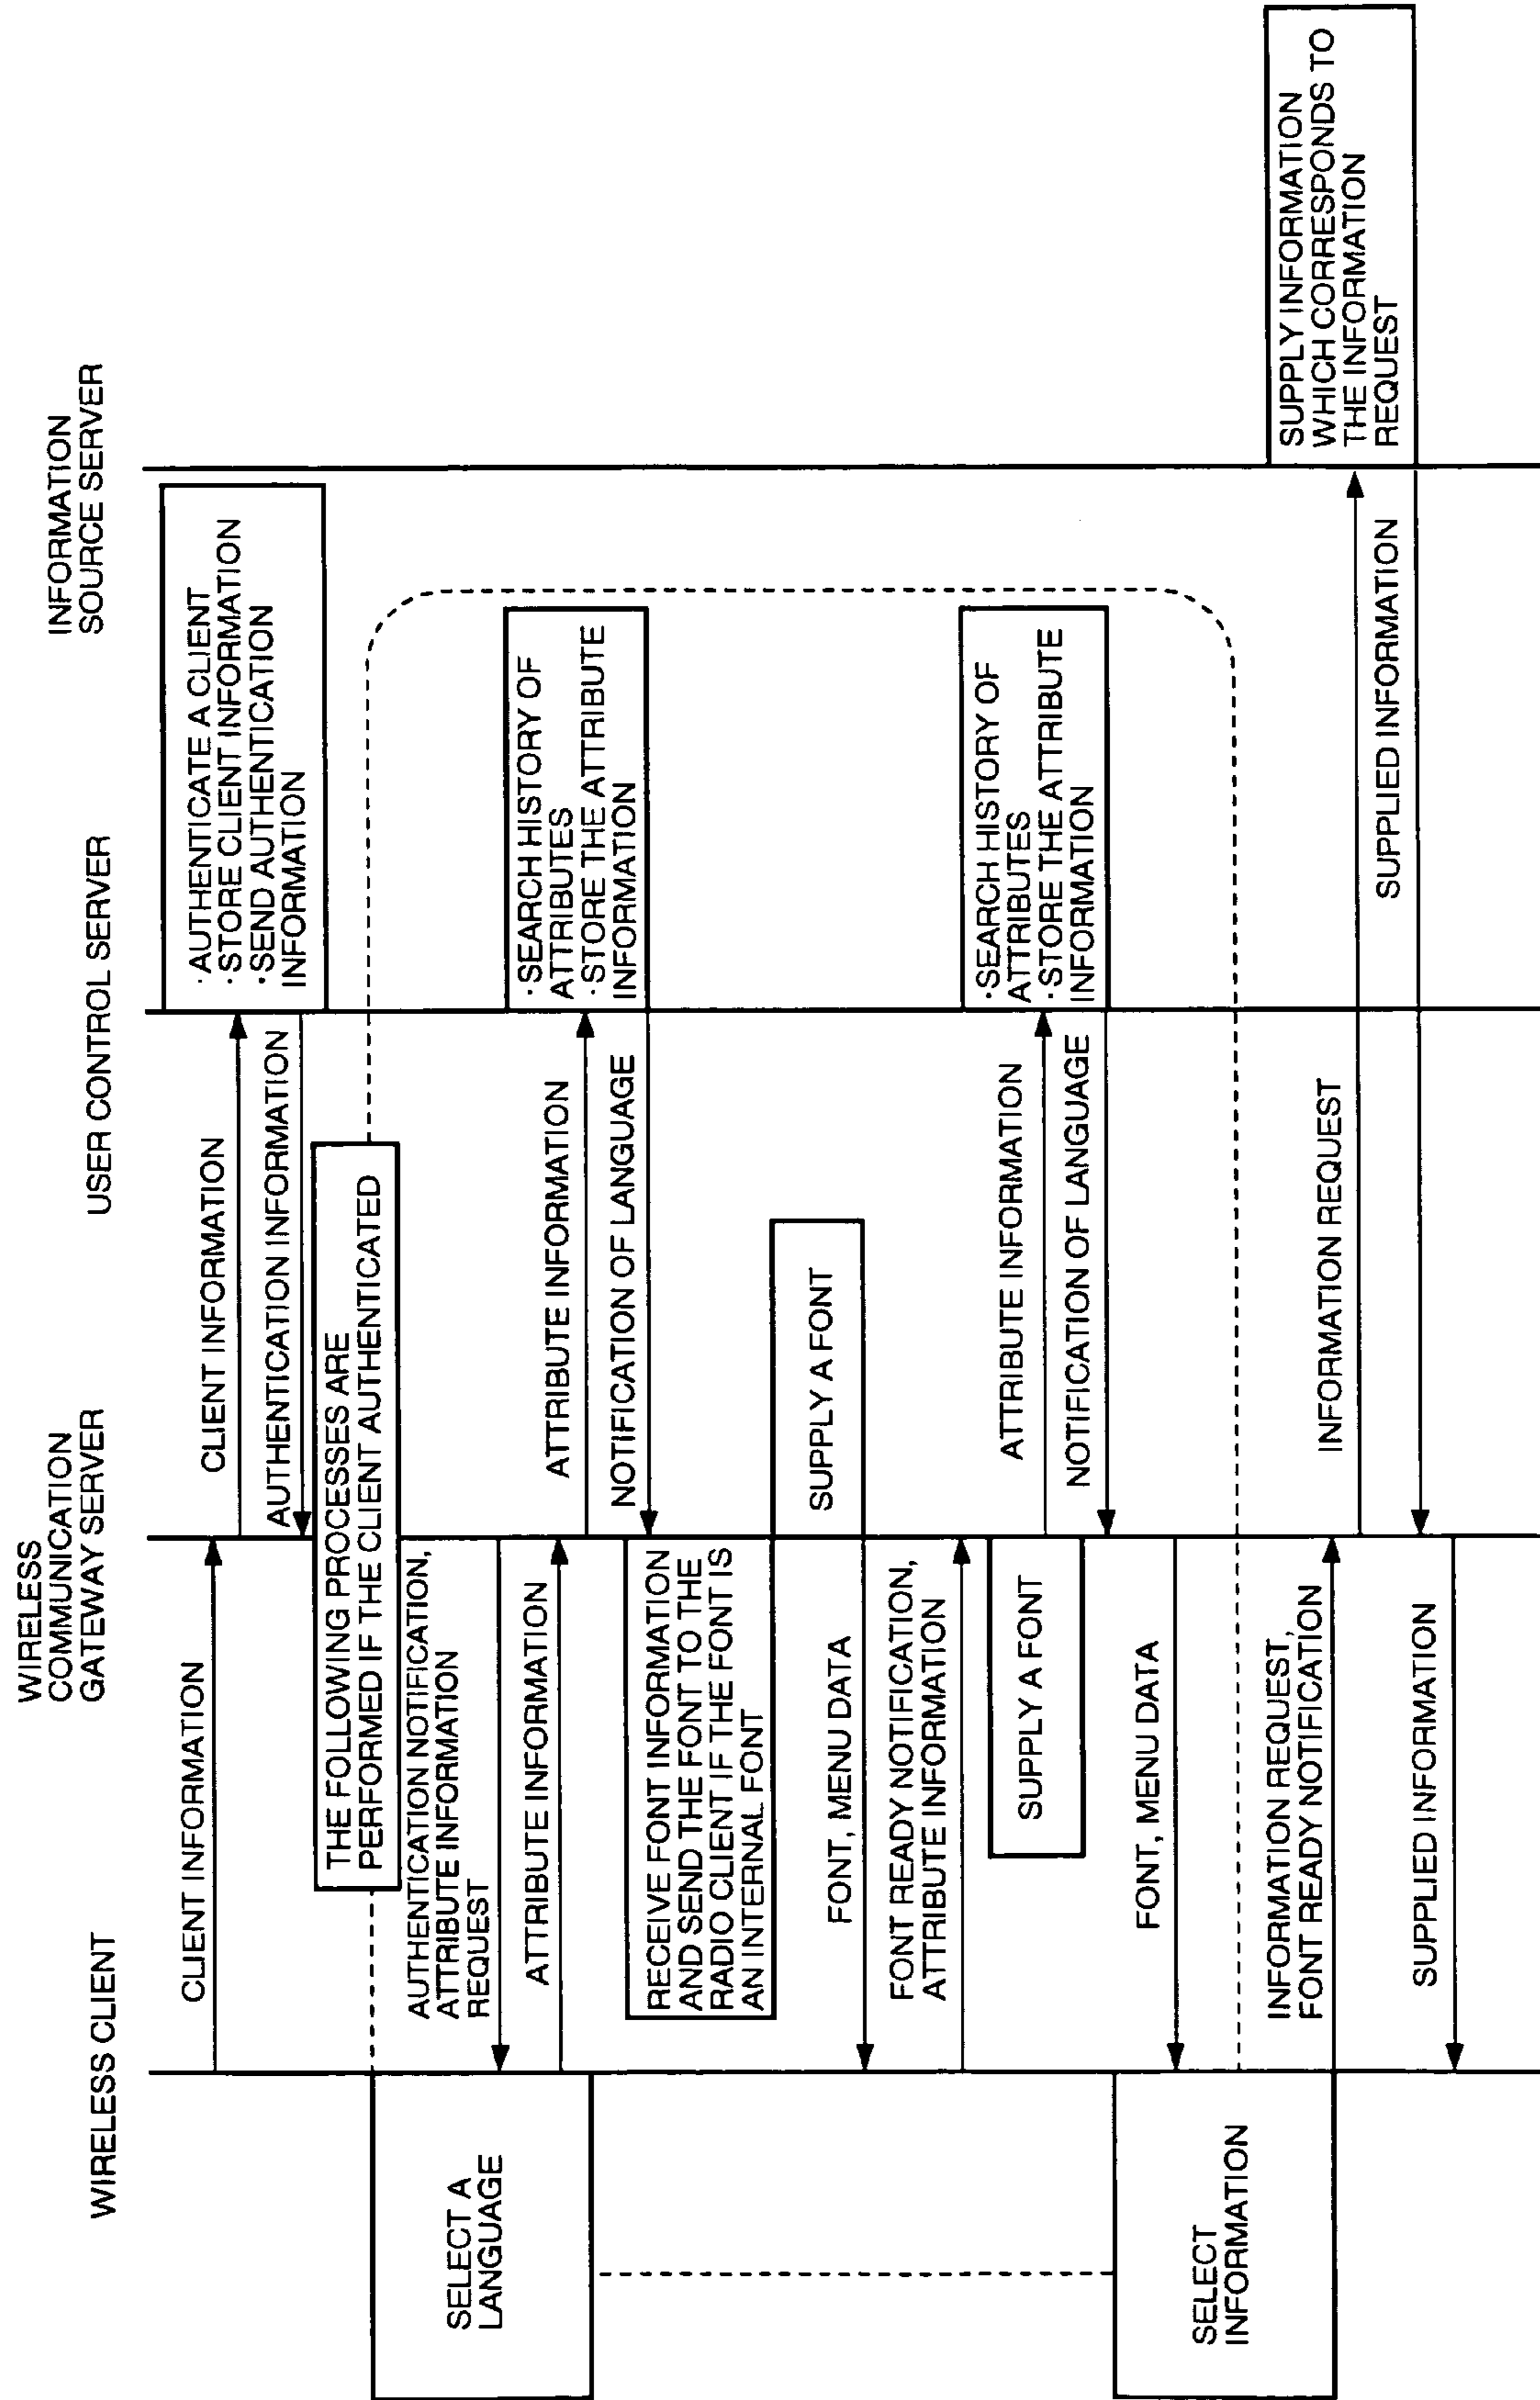 WIRELESS CLIENT
WIRELESS
COMMUNICATION
GATEWAY SERVER
USER CONTROL SERVER
INFORMATION
SOURCE SERVER
CLIENT INFORMATION
CLIENT INFORMATION
· AUTHENTICATE A CLIENT
· STORE CLIENT INFORMATION
· SEND AUTHENTICATION
INFORMATION
AUTHENTICATION INFORMATION
THE FOLLOWING PROCESSES ARE
PERFORMED IF THE CLIENT AUTHENTICATED
SELECT A
LANGUAGE
AUTHENTICATION NOTIFICATION,
ATTRIBUTE INFORMATION
REQUEST
ATTRIBUTE INFORMATION
ATTRIBUTE INFORMATION
· SEARCH HISTORY OF
ATTRIBUTES
· STORE THE ATTRIBUTE
INFORMATION
NOTIFICATION OF LANGUAGE
RECEIVE FONT INFORMATION
AND SEND THE FONT TO THE
RADIO CLIENT IF THE FONT IS
AN INTERNAL FONT
SUPPLY A FONT
FONT, MENU DATA
FONT READY NOTIFICATION,
ATTRIBUTE INFORMATION
SUPPLY A FONT
ATTRIBUTE INFORMATION
· SEARCH HISTORY OF
ATTRIBUTES
· STORE THE ATTRIBUTE
INFORMATION
NOTIFICATION OF LANGUAGE
FONT, MENU DATA
SELECT
INFORMATION
INFORMATION REQUEST,
FONT READY NOTIFICATION
INFORMATION REQUEST
SUPPLY INFORMATION
WHICH CORRESPONDS TO
THE INFORMATION
REQUEST
SUPPLIED INFORMATION
SUPPLIED INFORMATION